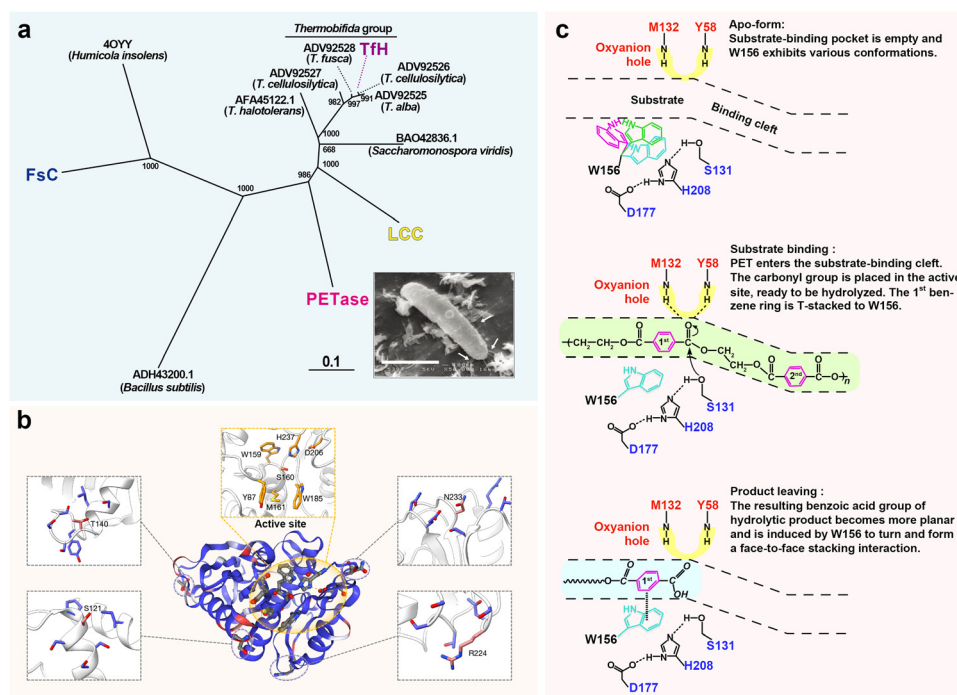 a
Thermobifida group
4OYY
(Humicola insolens)
ADV92528
(T. fusca)
TfH
ADV92527
(T. cellulosilytica)
ADV92526
(T. cellulosilytica)
AFA45122.1
(T. halotolerans)
ADV92525
(T. alba)
982
997
991
1000
BAO42836.1
(Saccharomonospora viridis)
668
1000
FsC
1000
986
1000
LCC
PETase
0.1
ADH43200.1
(Bacillus subtilis)
b
H237
W159
D206
S160
Y87
M161
W185
Active site
T140
N233
S121
R224
c
M132
Y58
Oxyanion
hole
N
H
N
H
Apo-form:
Substrate-binding pocket is empty and
W156 exhibits various conformations.
Substrate
Binding cleft
NH
HN
W156
H
O
S131
N
H
N
H208
O
O
D177
M132
Y58
Oxyanion
hole
N
H
N
H
Substrate binding :
PET enters the substrate-binding cleft.
The carbonyl group is placed in the active
site, ready to be hydrolyzed. The 1st ben-
zene ring is T-stacked to W156.
1st
2nd
n
W156
S131
H208
D177
M132
Y58
Oxyanion
hole
N
H
N
H
Product leaving :
The resulting benzoic acid group of
hydrolytic product becomes more planar
and is induced by W156 to turn and form
a face-to-face stacking interaction.
1st
O
O
O
OH
W156
S131
H208
D177